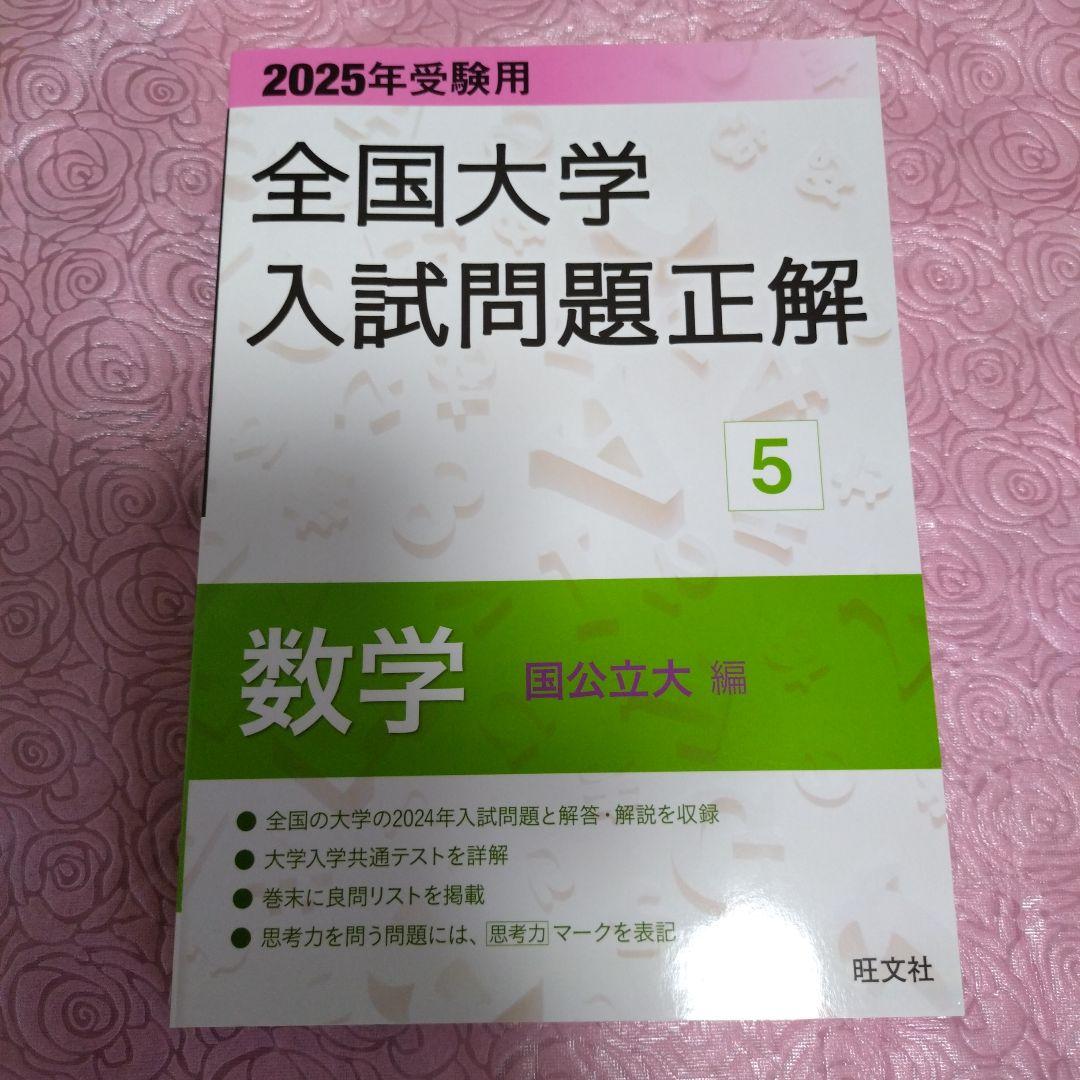 2025年受験用
全国大学
入試問題正解
5
数学 国公立大 編
● 全国の大学の2024年入試問題と解答・解説を収録
● 大学入学共通テストを詳解
● 巻末に良問リストを掲載
● 思考力を問う問題には、思考力マークを表記
旺文社